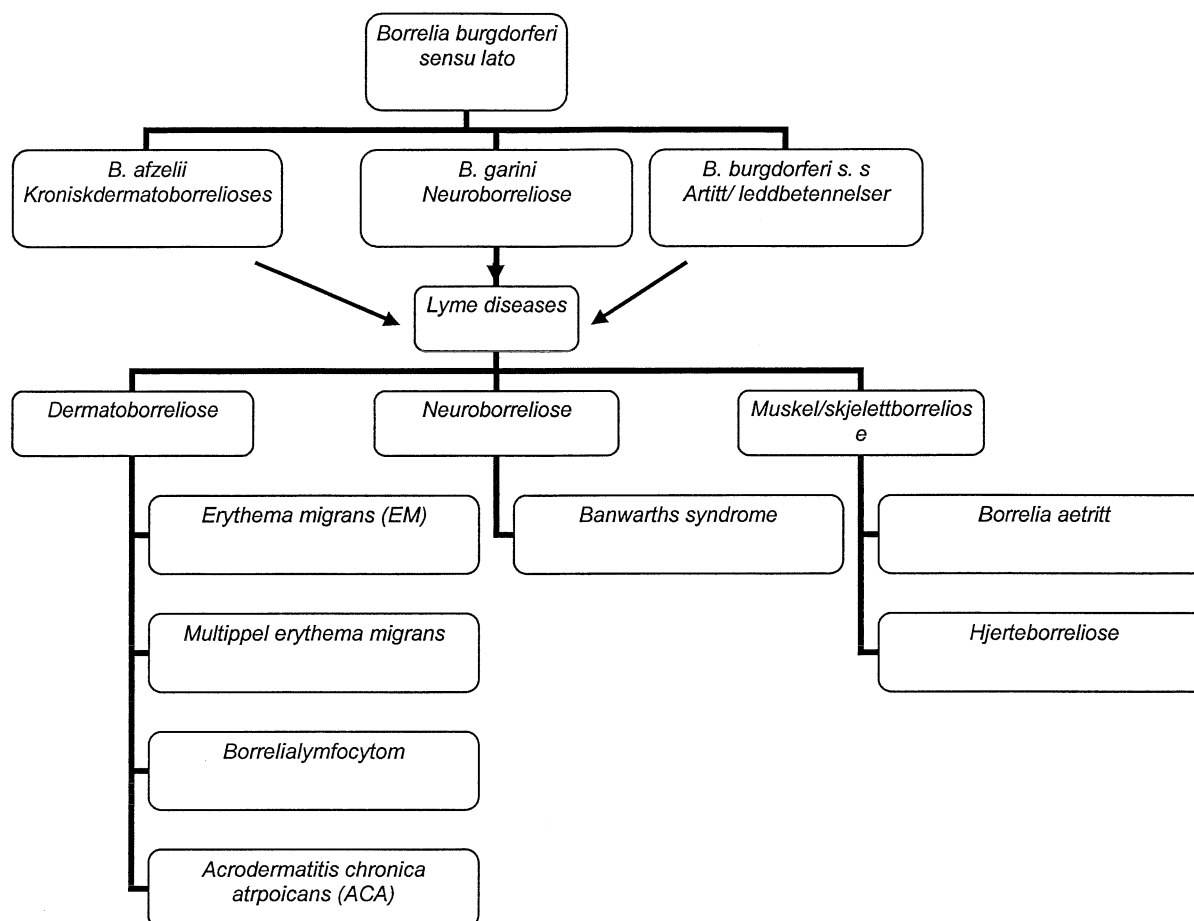 Borrelia burgdorferi
sensu lato
B. afzelii
Kroniskdermatoborrelioses
B. garini
Neuroborreliose
B. burgdorferi s. s
Artitt/ leddbetennelser
Lyme diseases
Dermatoborreliose
Neuroborreliose
Muskel/skjelettborrelios
e
Erythema migrans (EM)
Banwarths syndrome
Borrelia aetritt
Multippel erythema migrans
Hjerteborreliose
Borrelialymfocytom
Acrodermatitis chronica
atrpoicans (ACA)